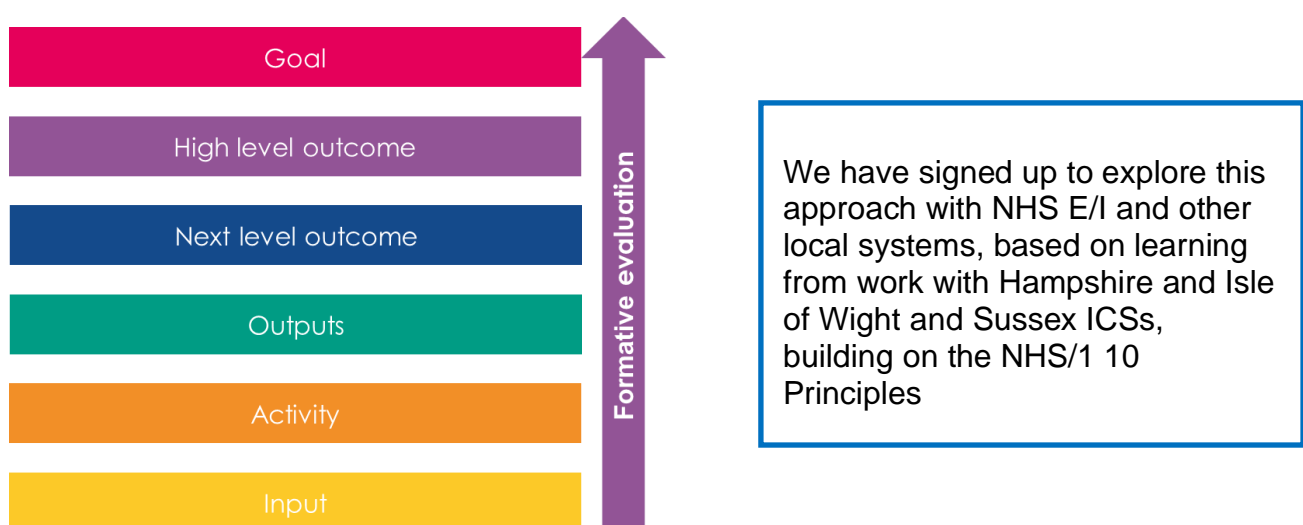 Goal
High level outcome
Next level outcome
Outputs
Activity
Input
Formative evaluation
We have signed up to explore this
approach with NHS E/I and other
local systems, based on learning
from work with Hampshire and Isle
of Wight and Sussex ICSs,
building on the NHS/1 10
Principles